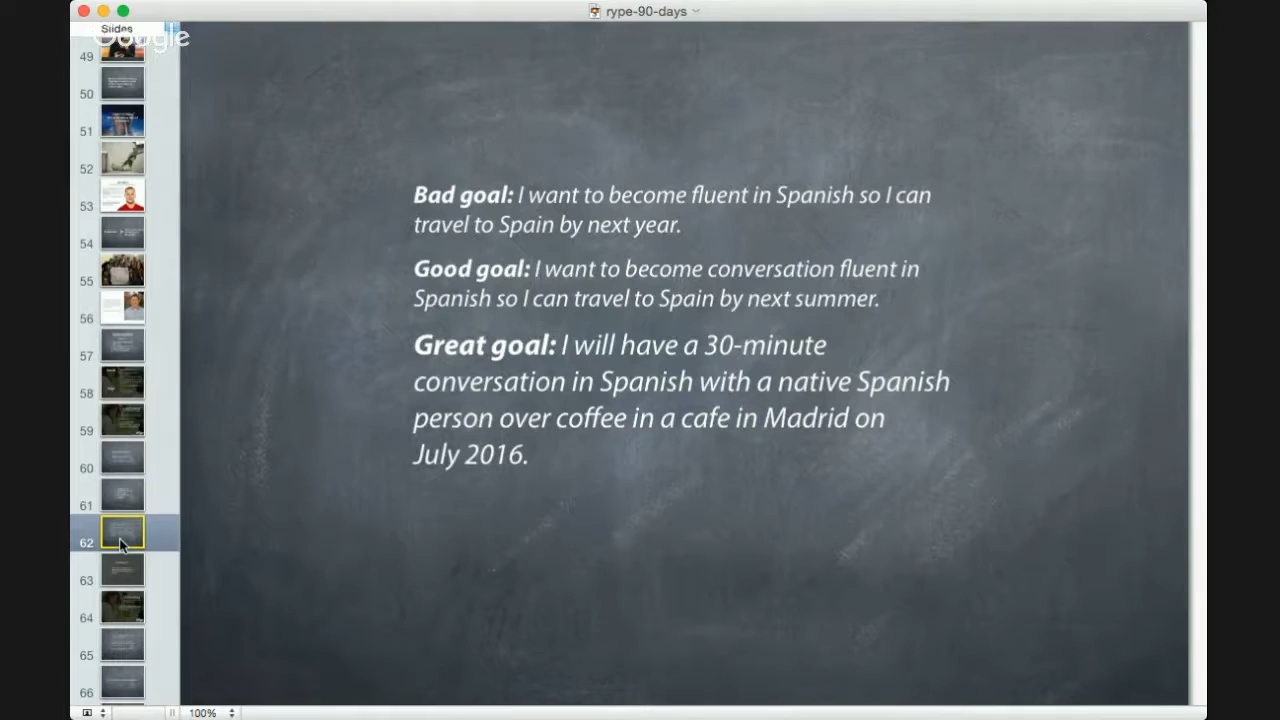 rype-90-days
Slides
Google
49
50
51
52
53
54
55
56
57
58
59
60
61
62
63
64
65
66
Bad goal: I want to become fluent in Spanish so I can
travel to Spain by next year.
Good goal: I want to become conversation fluent in
Spanish so I can travel to Spain by next summer.
Great goal: I will have a 30-minute
conversation in Spanish with a native Spanish
person over coffee in a cafe in Madrid on
July 2016.
100%